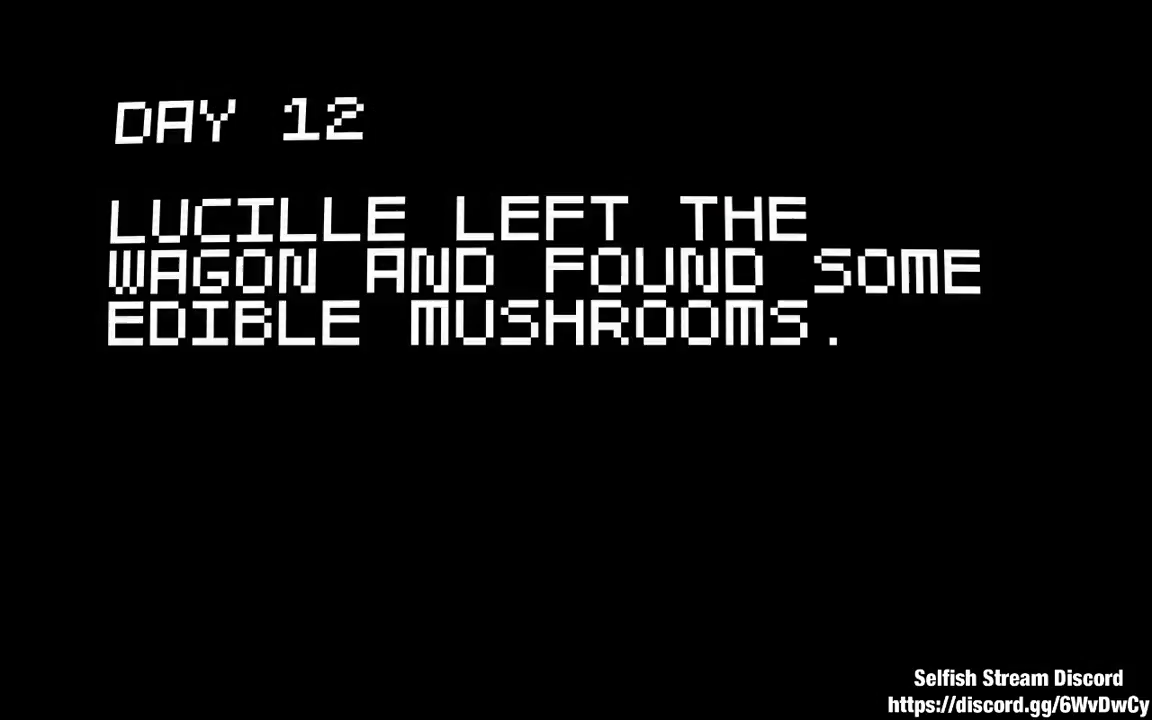 DAY 12
LUCILLE LEFT THE
WAGON AND FOUND SOME
EDIBLE MUSHROOMS.
Selfish Stream Discord
https://discord.gg/6WvDwCy